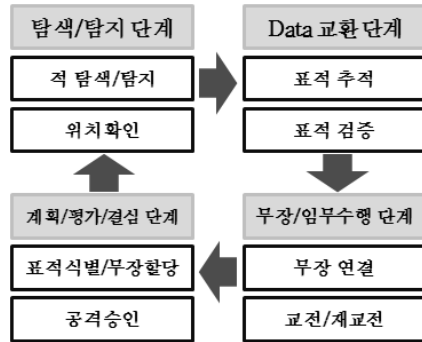 탐색/탐지 단계
적 탐색/탐지
위치확인
Data 교환 단계
표적 추적
표적 검증
무장/임무수행 단계
무장 연결
교전/재교전
계획/평가/결심 단계
표적식별/무장할당
공격승인